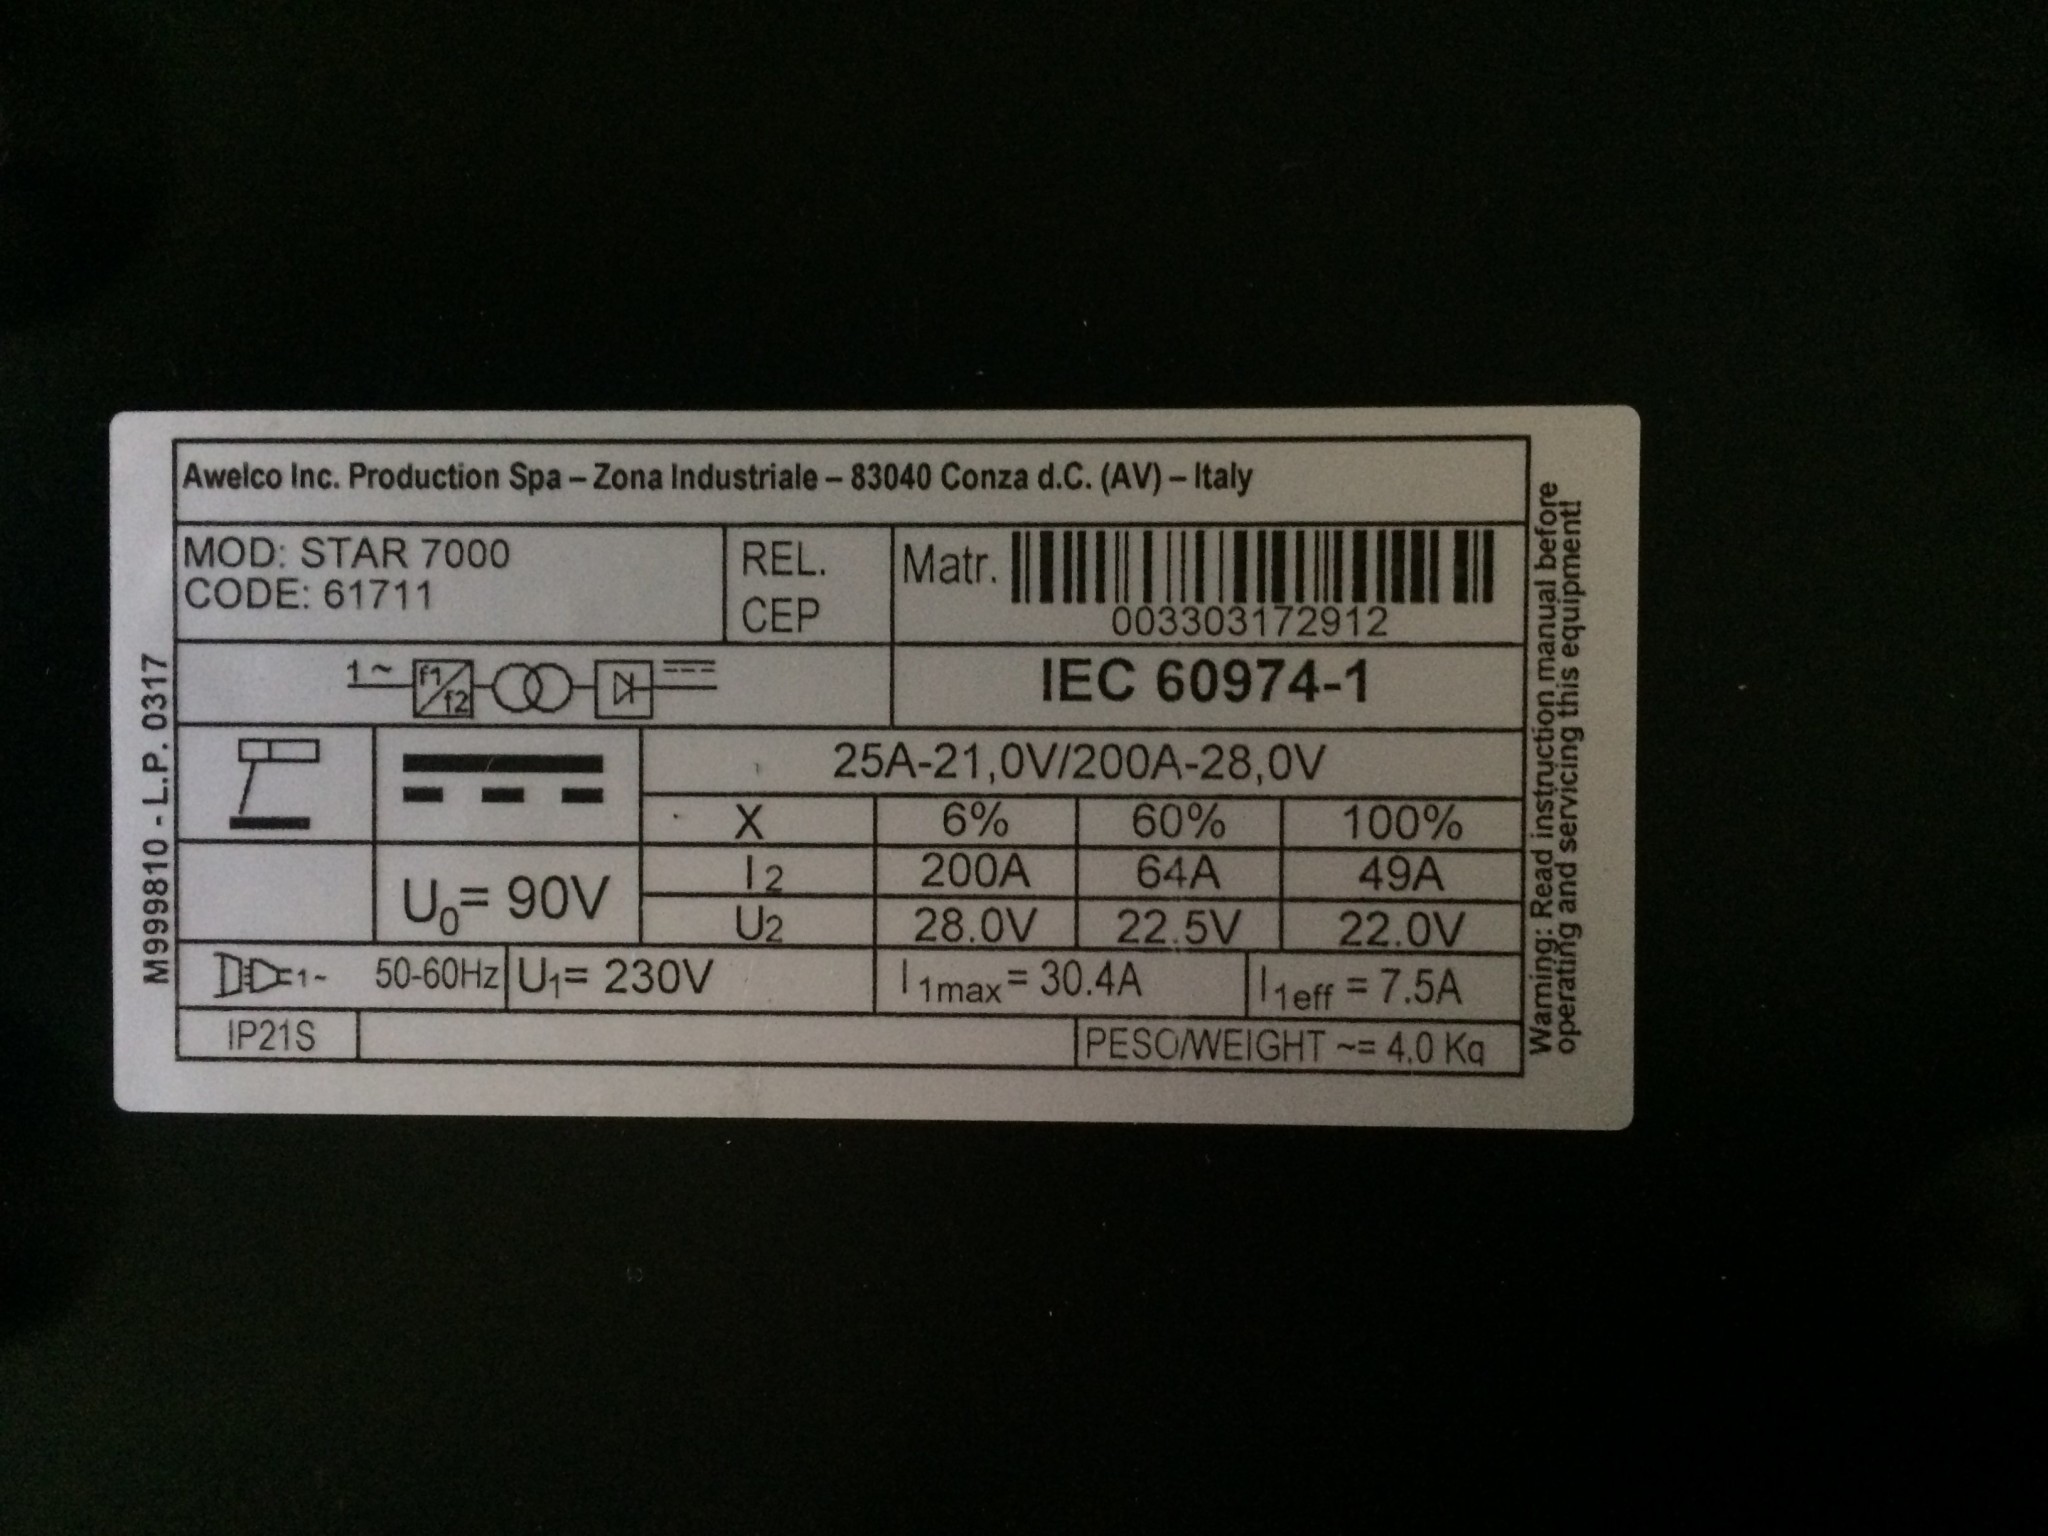 Awelco Inc. Production Spa – Zona Industriale – 83040 Conza d.C. (AV) – Italy
MOD: STAR 7000
CODE: 61711
REL.
CEP
Matr.
003303172912
1~ f1 f2
IEC 60974-1
25A-21,0V/200A-28,0V
X 6% 60% 100%
I2 200A 64A 49A
U0= 90V
U2 28.0V 22.5V 22.0V
1~ 50-60Hz U1= 230V I1max= 30.4A I1eff = 7.5A
IP21S PESO/WEIGHT ~= 4.0 Kg
M999810 - L.P. 0317
Warning: Read instruction manual before
operating and servicing this equipment!